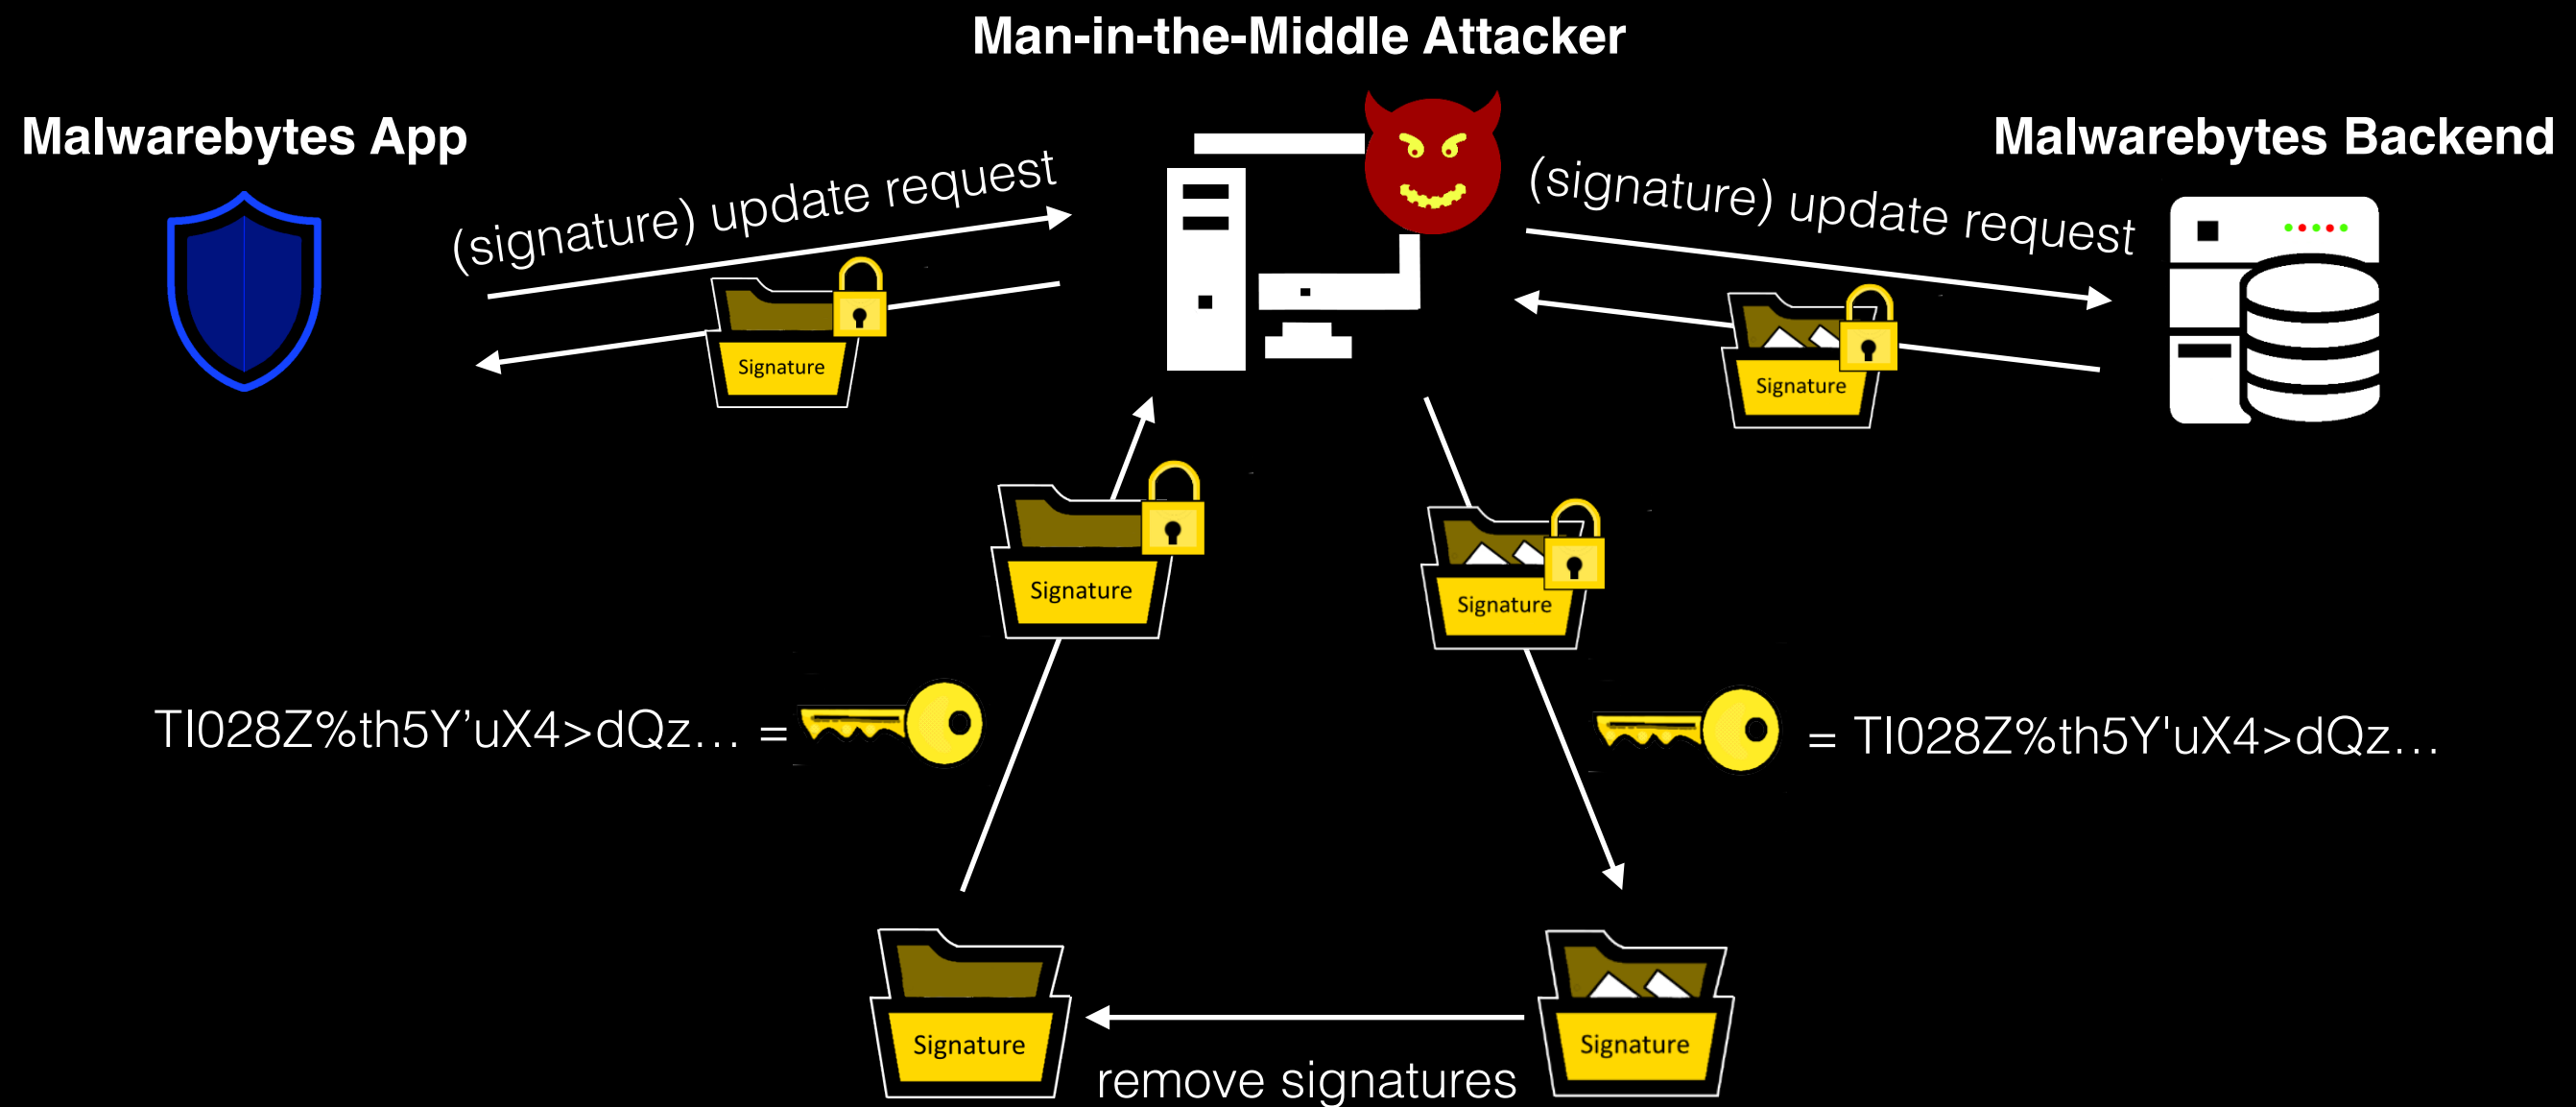 Man-in-the-Middle Attacker
Malwarebytes App
Malwarebytes Backend
(signature) update request
(signature) update request
Signature
Signature
Signature
Signature
TI028Z%th5Y’uX4>dQz… =
= TI028Z%th5Y'uX4>dQz…
Signature
Signature
remove signatures